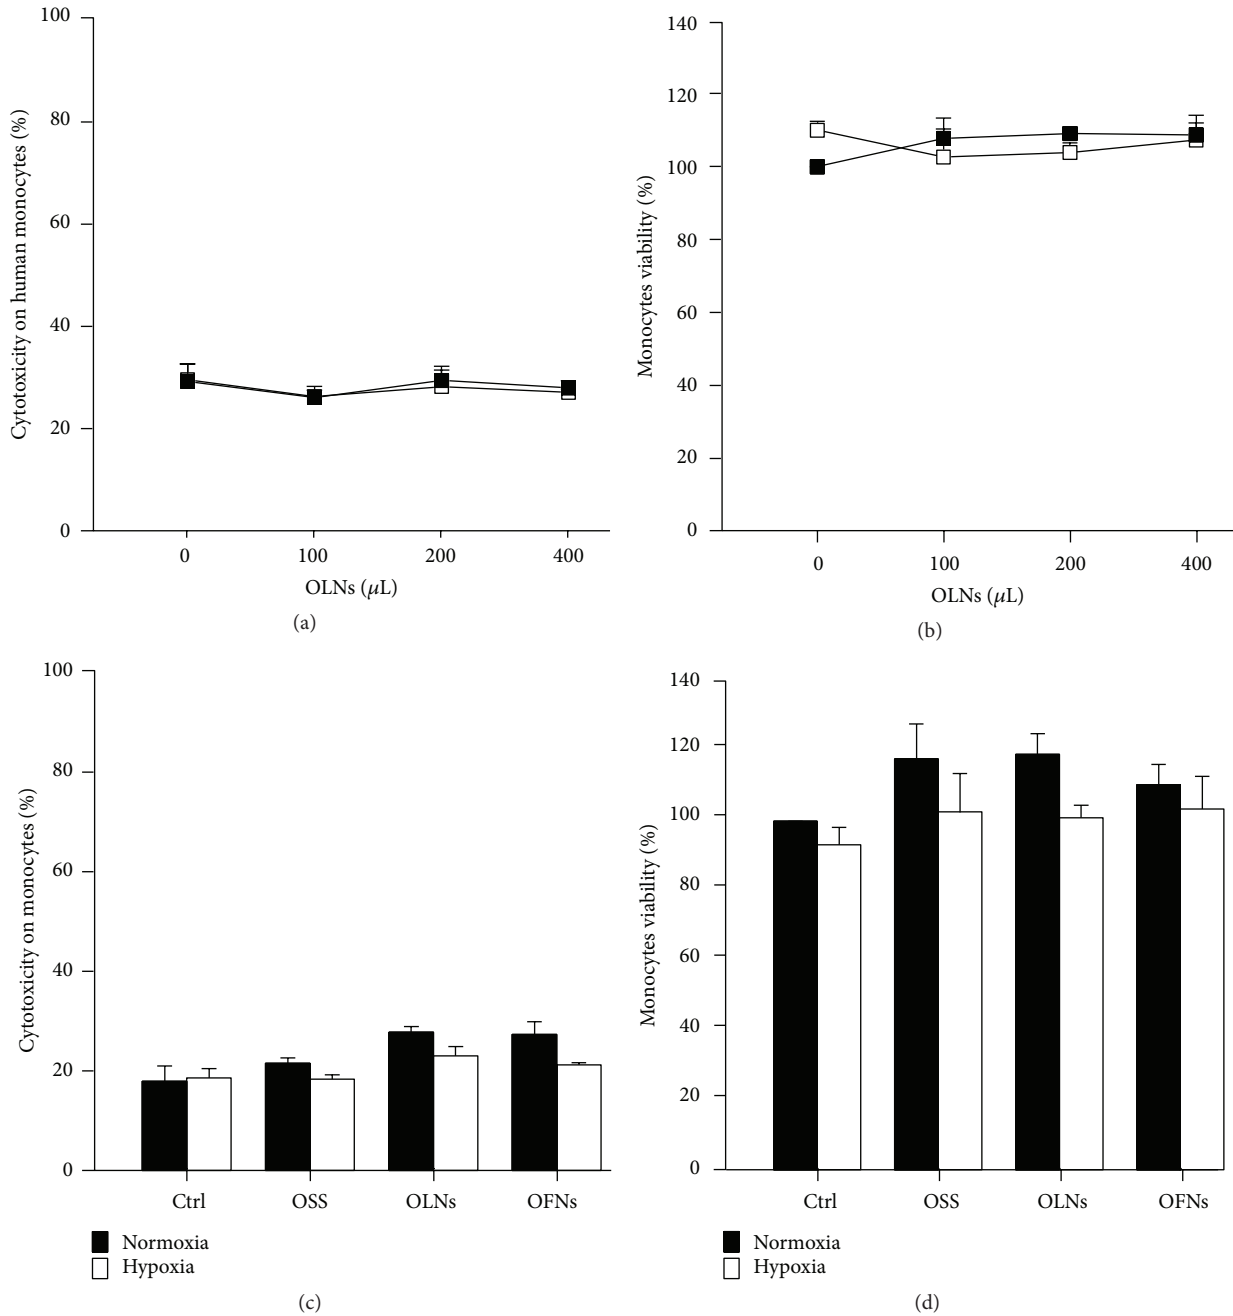 100
80
60
40
20
0
Cytotoxicity on human monocytes (%)
0 100 200 400
OLNs (μL)
(a)
140
120
100
80
60
40
20
0
Monocytes viability (%)
0 100 200 400
OLNs (μL)
(b)
100
80
60
40
20
0
Cytotoxicity on monocytes (%)
Ctrl OSS OLNs OFNs
Normoxia
Hypoxia
(c)
140
120
100
80
60
40
20
0
Monocytes viability (%)
Ctrl OSS OLNs OFNs
Normoxia
Hypoxia
(d)